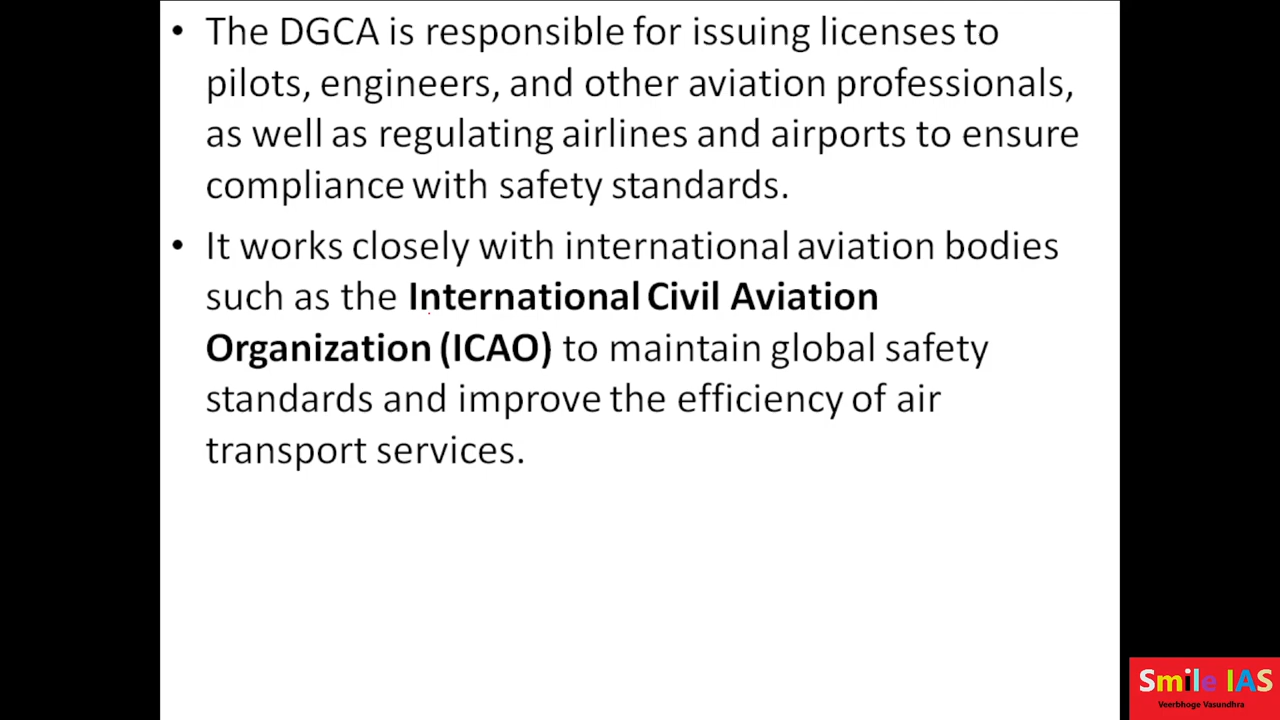 • The DGCA is responsible for issuing licenses to
pilots, engineers, and other aviation professionals,
as well as regulating airlines and airports to ensure
compliance with safety standards.
• It works closely with international aviation bodies
such as the International Civil Aviation
Organization (ICAO) to maintain global safety
standards and improve the efficiency of air
transport services.
Smile IAS
Veerbhoge Vasundhra